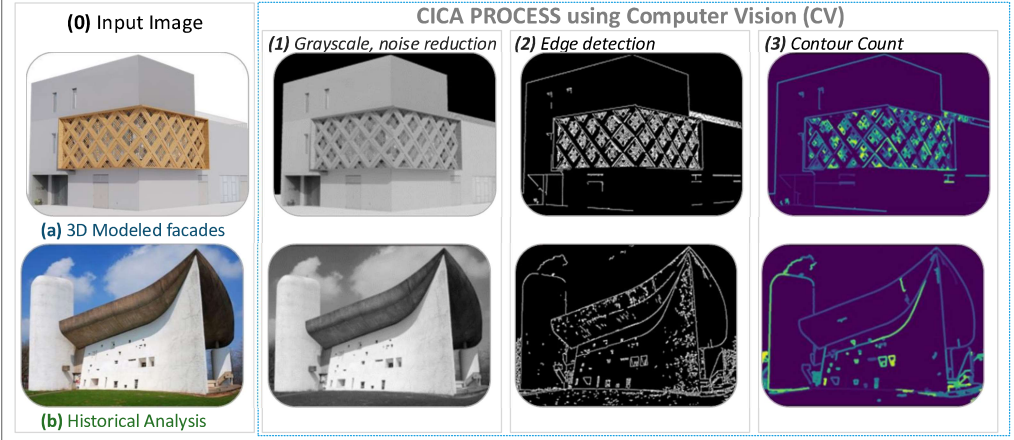 CICA PROCESS using Computer Vision (CV)
(0) Input Image
(1) Grayscale, noise reduction
(2) Edge detection
(3) Contour Count
(a) 3D Modeled facades
(b) Historical Analysis